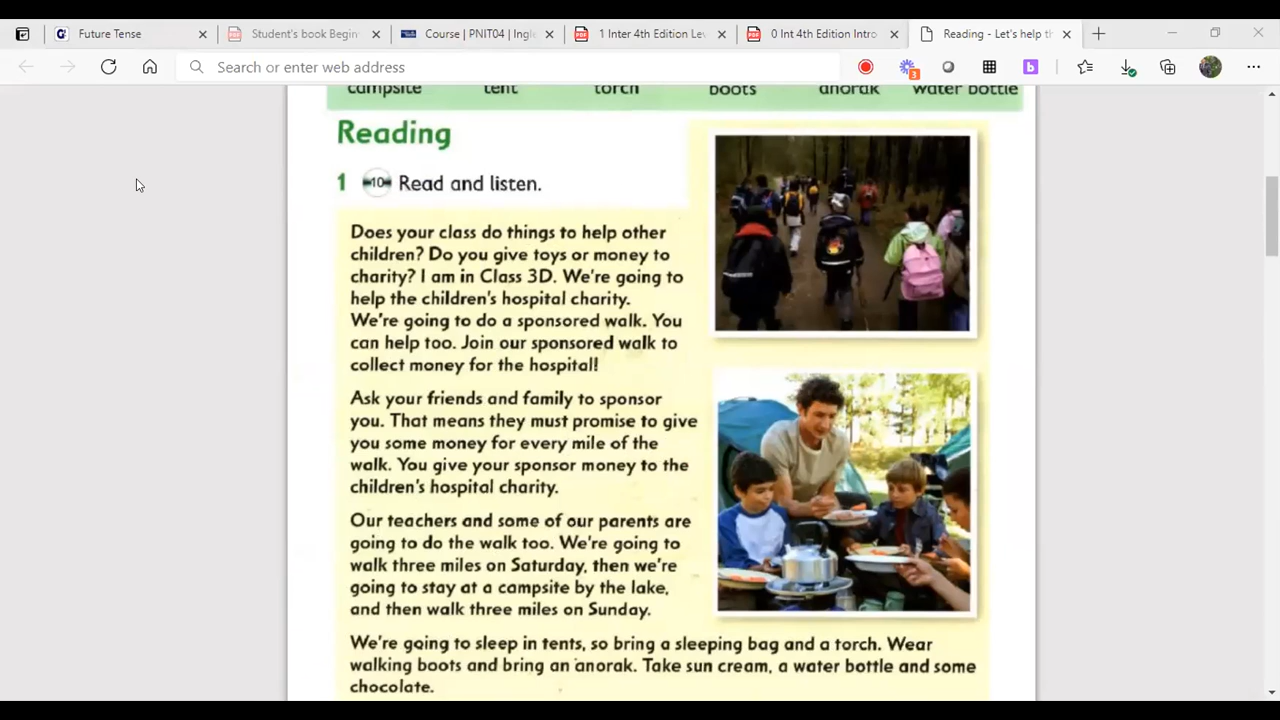 Future Tense
Student's book Begin
Course | PNIT04 | Ingl
1 Inter 4th Edition Lev
0 Int 4th Edition Intro
Reading - Let's help th
Search or enter web address
3
b
campsite tent torch boots anorak water bottle
Reading
1 10 Read and listen.
Does your class do things to help other
children? Do you give toys or money to
charity? I am in Class 3D. We're going to
help the children's hospital charity.
We're going to do a sponsored walk. You
can help too. Join our sponsored walk to
collect money for the hospital!
Ask your friends and family to sponsor
you. That means they must promise to give
you some money for every mile of the
walk. You give your sponsor money to the
children's hospital charity.
Our teachers and some of our parents are
going to do the walk too. We're going to
walk three miles on Saturday, then we're
going to stay at a campsite by the lake,
and then walk three miles on Sunday.
We're going to sleep in tents, so bring a sleeping bag and a torch. Wear
walking boots and bring an anorak. Take sun cream, a water bottle and some
chocolate.